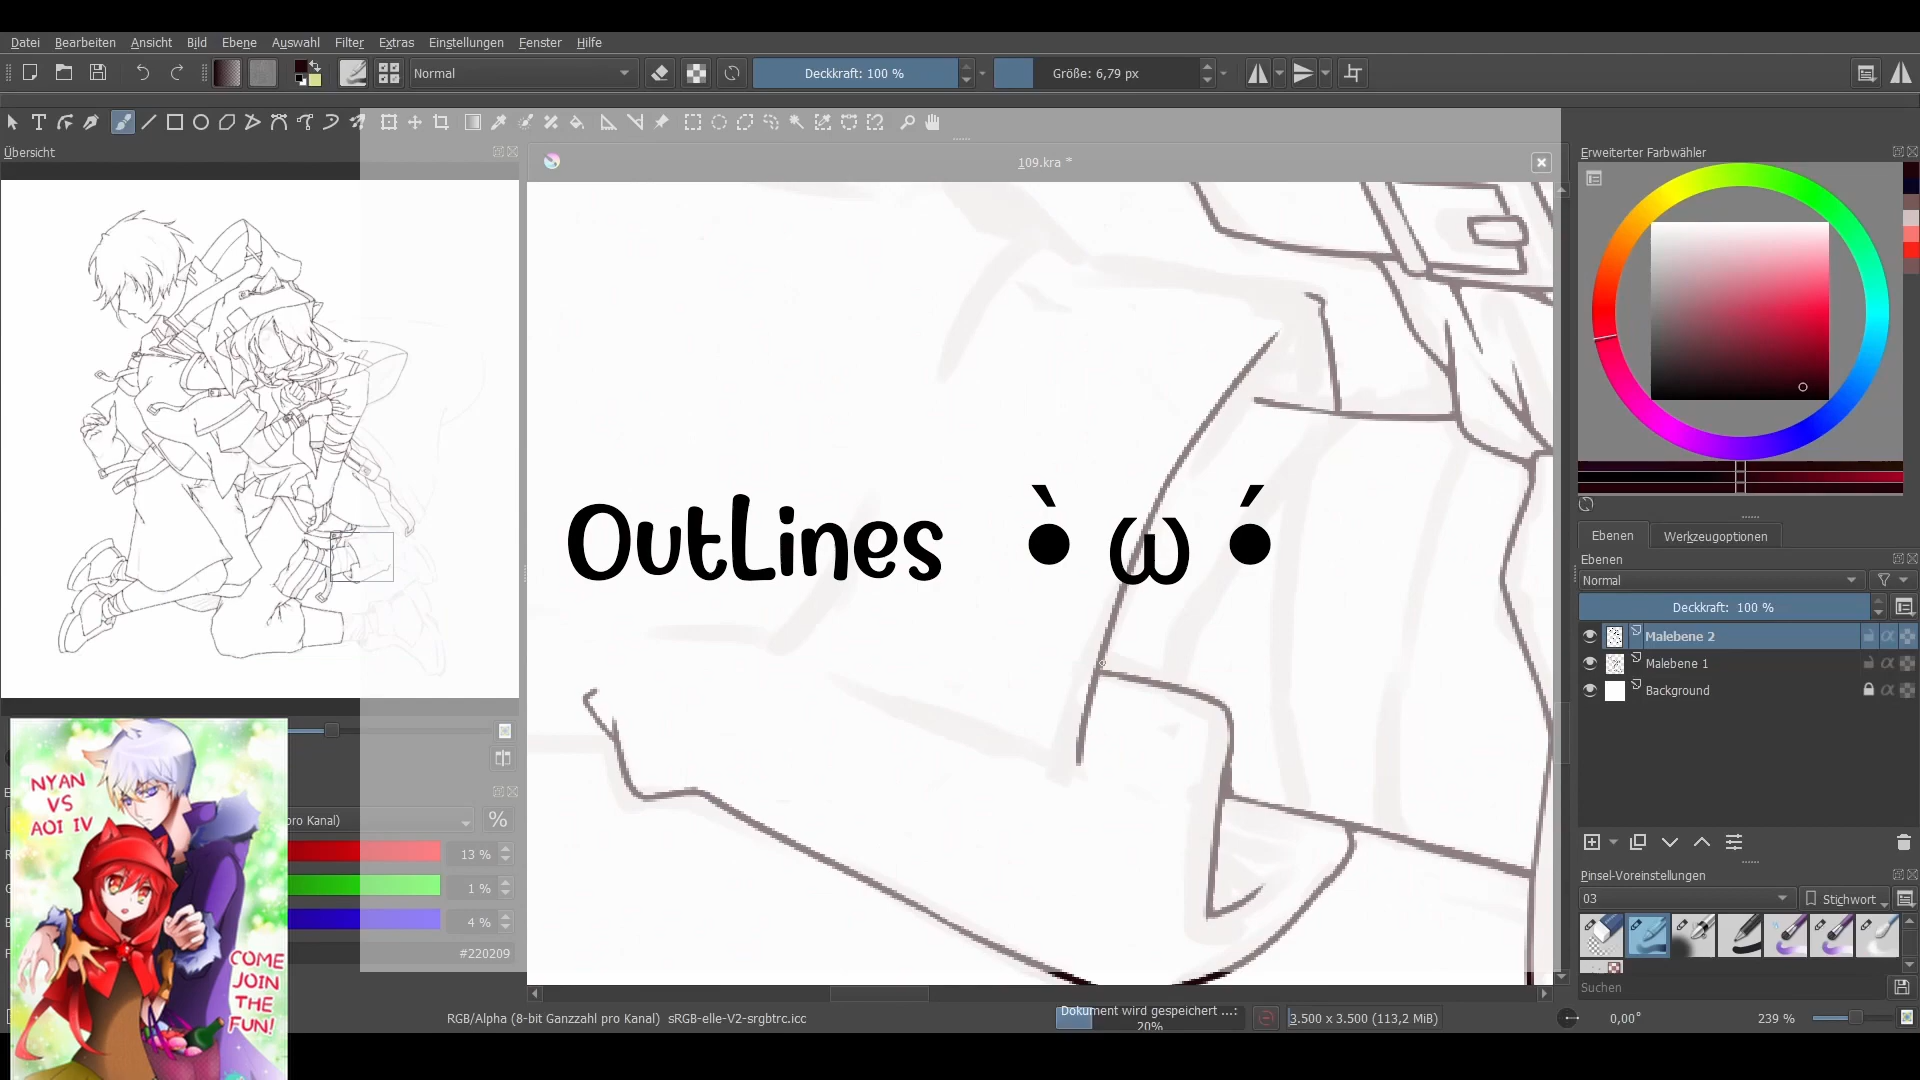 Datei Bearbeiten Ansicht Bild Ebene Auswahl Filter Extras Einstellungen Fenster Hilfe
Normal Deckkraft: 100 % Größe: 6,79 px
Übersicht
109.kra *
Erweiterter Farbwähler
OutLines •̀ ω •́
Ebenen Werkzeugoptionen
Ebenen
Normal
Deckkraft: 100 %
Malebene 2
Malebene 1
Background
NYAN
VS
AOI IV
pro Kanal) %
13 %
1 %
4 %
#220209
COME
JOIN
THE
FUN!
Pinsel-Voreinstellungen
03 Stichwort
Suchen
RGB/Alpha (8-bit Ganzzahl pro Kanal) sRGB-elle-V2-srgbtrc.icc
Dokument wird gespeichert ...:
20%
3.500 x 3.500 (113,2 MiB)
0,00°
239 %